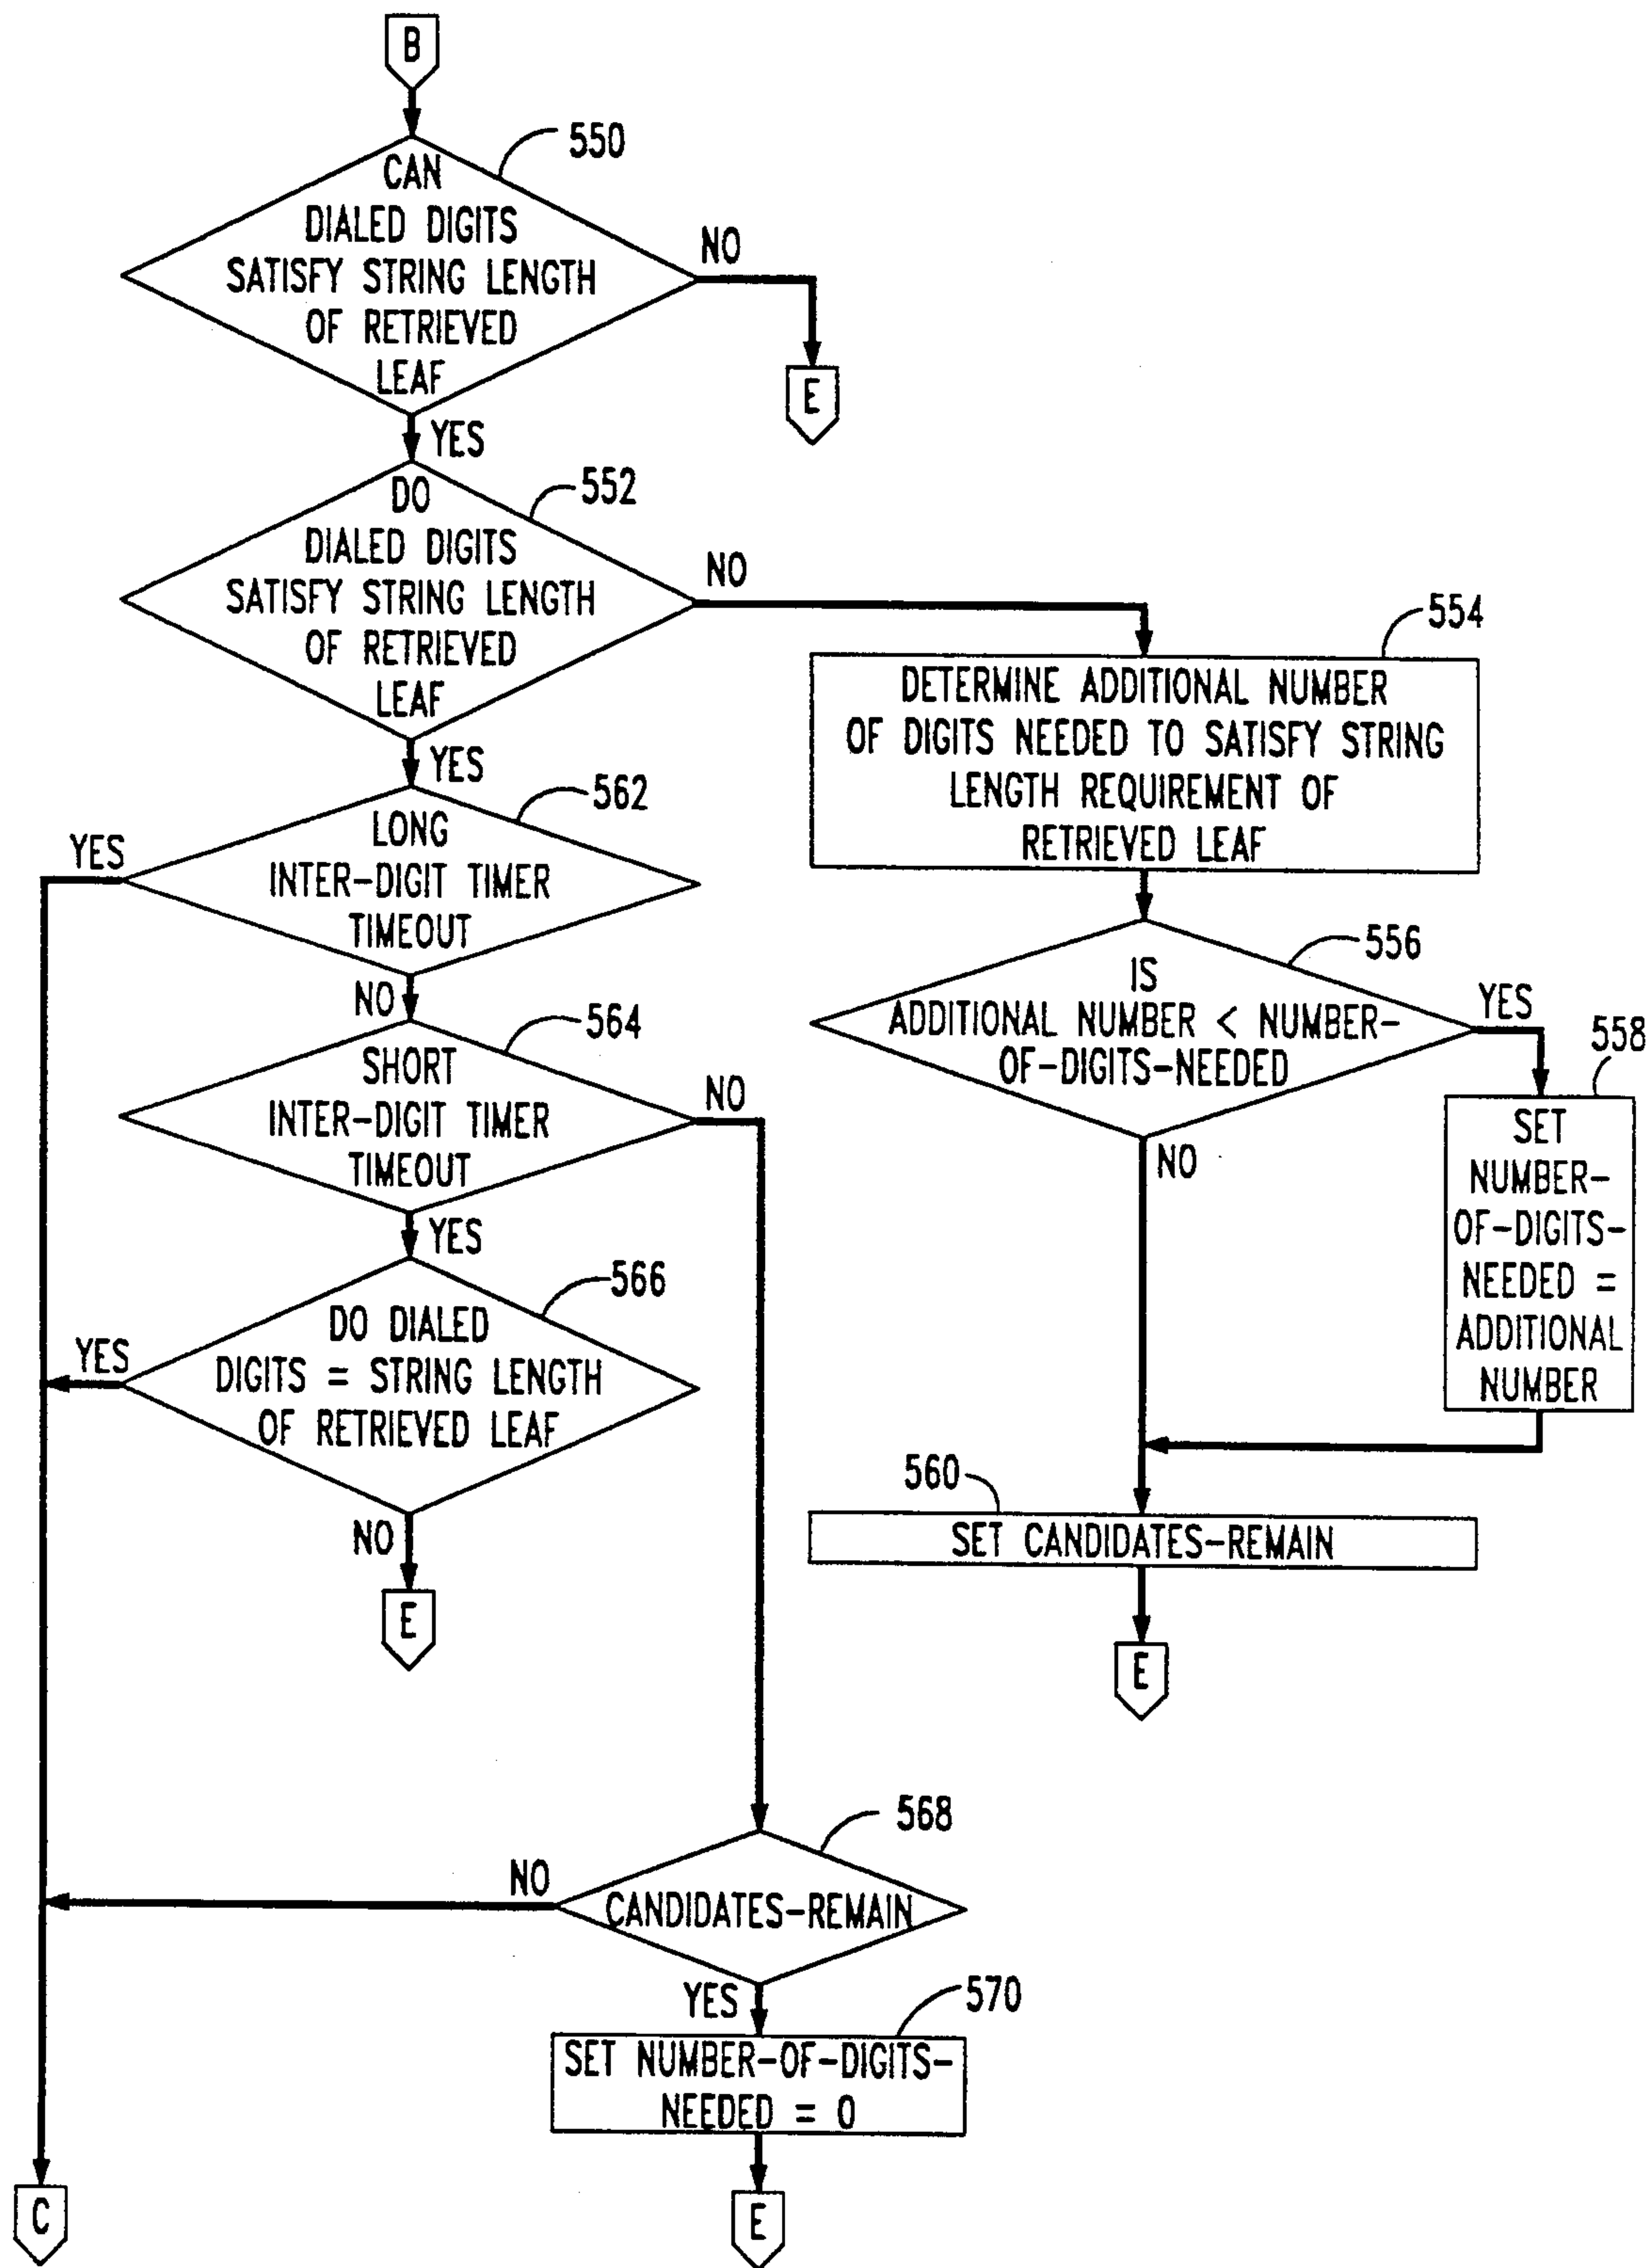 B
550
CAN
DIALED DIGITS
SATISFY STRING LENGTH
OF RETRIEVED
LEAF
NO
E
YES
552
DO
DIALED DIGITS
SATISFY STRING LENGTH
OF RETRIEVED
LEAF
NO
554
DETERMINE ADDITIONAL NUMBER
OF DIGITS NEEDED TO SATISFY STRING
LENGTH REQUIREMENT OF
RETRIEVED LEAF
YES
562
LONG
INTER-DIGIT TIMER
TIMEOUT
YES
NO
556
IS
ADDITIONAL NUMBER < NUMBER-
OF-DIGITS-NEEDED
YES
NO
558
SET
NUMBER-
OF-DIGITS-
NEEDED =
ADDITIONAL
NUMBER
564
SHORT
INTER-DIGIT TIMER
TIMEOUT
NO
YES
566
DO DIALED
DIGITS = STRING LENGTH
OF RETRIEVED LEAF
YES
NO
E
560
SET CANDIDATES-REMAIN
E
568
CANDIDATES-REMAIN
NO
YES
570
SET NUMBER-OF-DIGITS-
NEEDED = 0
C
E